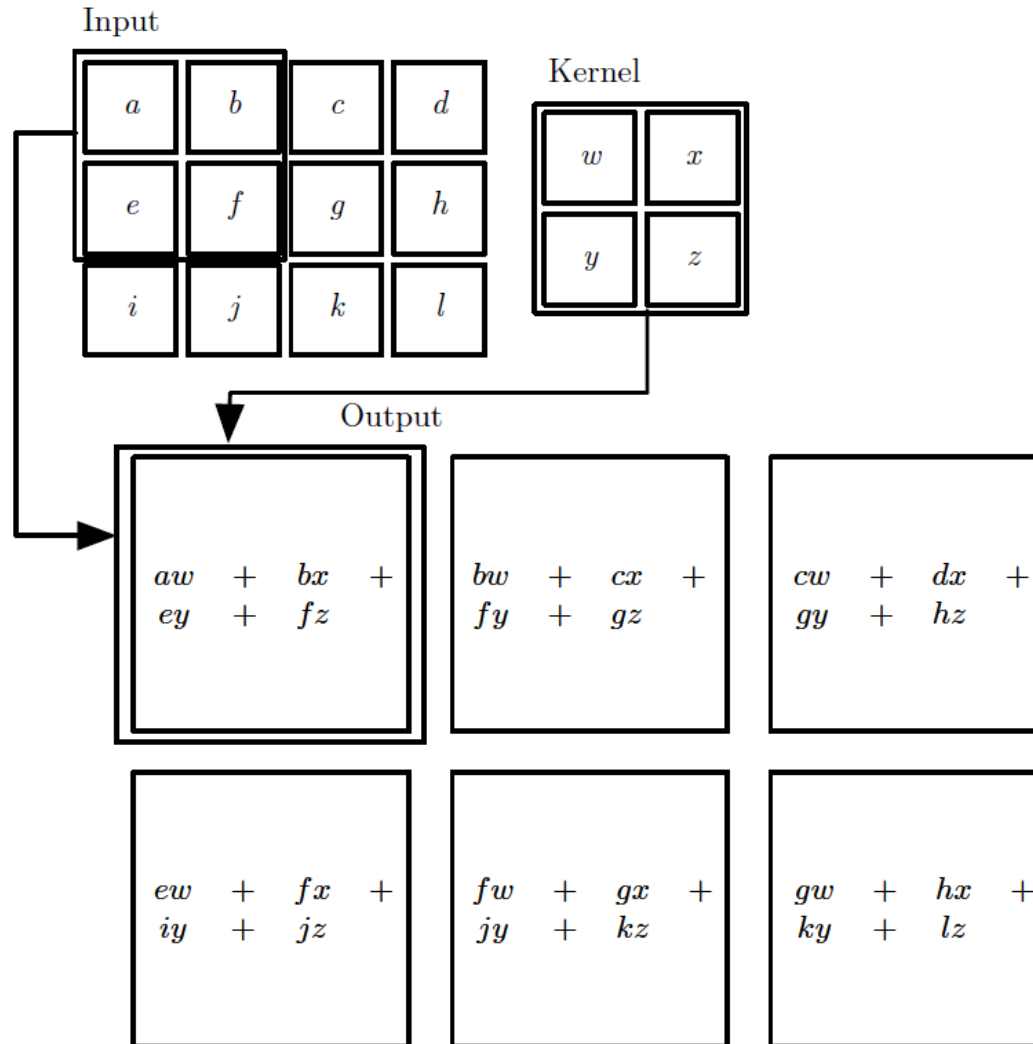 Input
a b c d
e f g h
i j k l
Kernel
w x
y z
Output
aw + bx +
ey + fz
bw + cx +
fy + gz
cw + dx +
gy + hz
ew + fx +
iy + jz
fw + gx +
jy + kz
gw + hx +
ky + lz